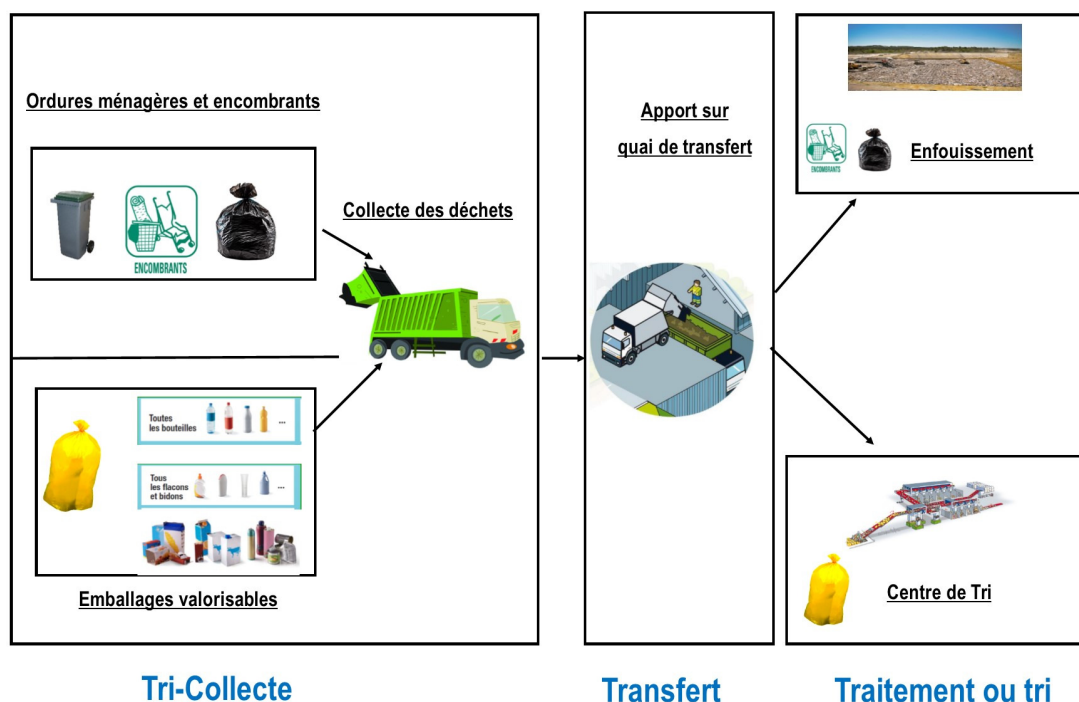 Ordures ménagères et encombrants
ENCOMBRANTS
Collecte des déchets
Toutes
les bouteilles
...
Tous
les flacons
et bidons
...
Emballages valorisables
Tri-Collecte
Apport sur
quai de transfert
Transfert
ENCOMBRANTS
Enfouissement
Centre de Tri
Traitement ou tri